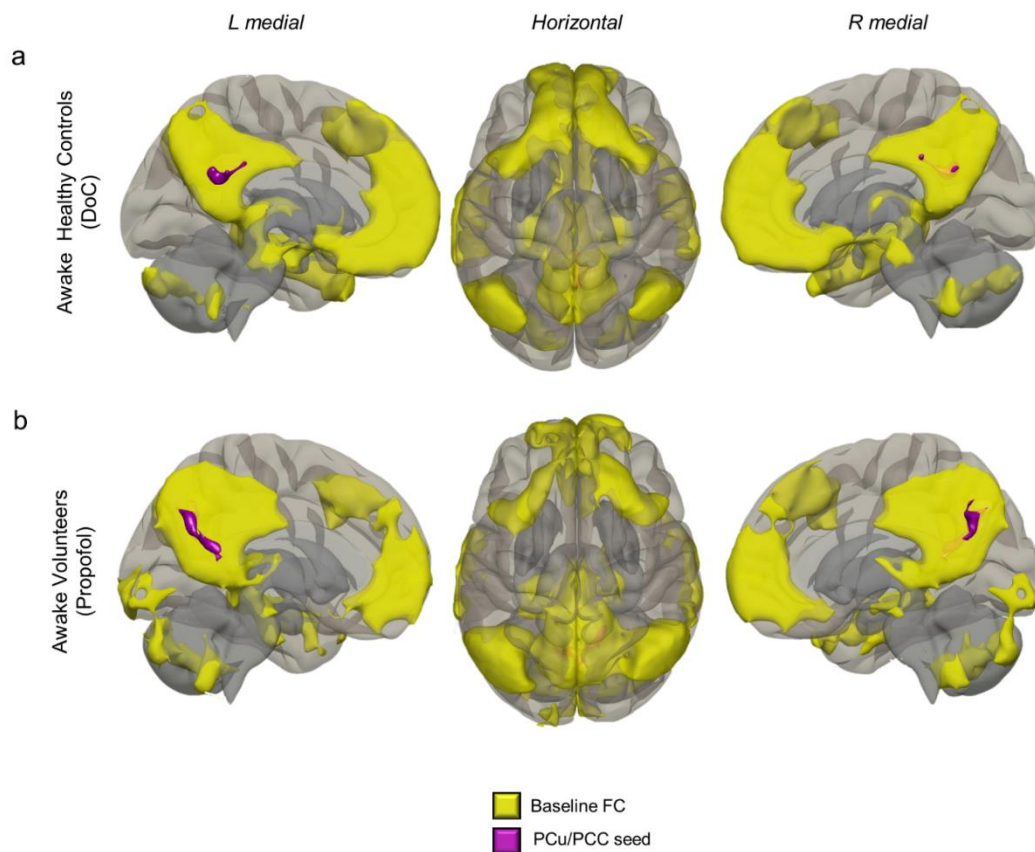 L medial
Horizontal
R medial
a
Awake Healthy Controls
(DoC)
b
Awake Volunteers
(Propofol)
Baseline FC
PCu/PCC seed